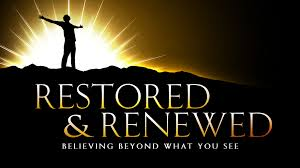 RESTORED
& RENEWED
BELIEVING BEYOND WHAT YOU SEE